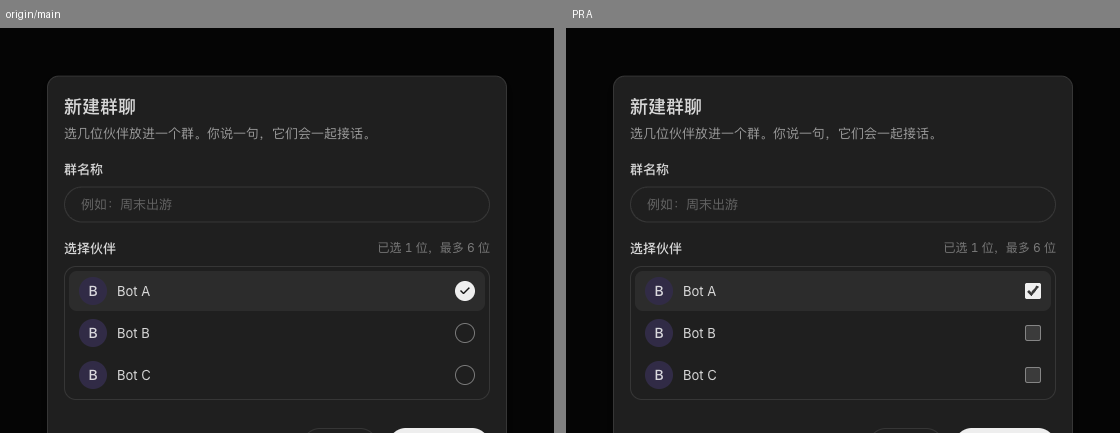 origin/main
新建群聊
选几位伙伴放进一个群。你说一句，它们会一起接话。
群名称
例如：周末出游
选择伙伴 已选 1 位，最多 6 位
B Bot A
B Bot B
B Bot C
PR A
新建群聊
选几位伙伴放进一个群。你说一句，它们会一起接话。
群名称
例如：周末出游
选择伙伴 已选 1 位，最多 6 位
B Bot A
B Bot B
B Bot C